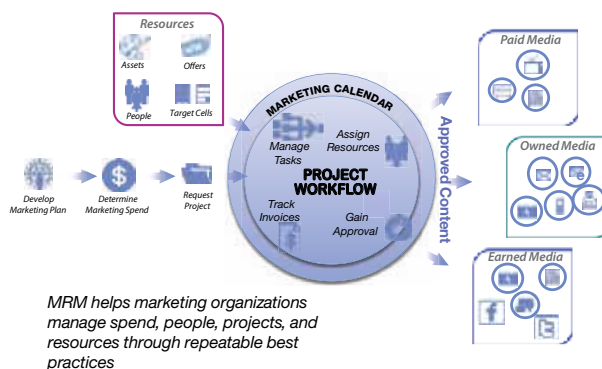 Resources
Assets
Offers
People
Target Cells
Develop
Marketing Plan
Determine
Marketing Spend
Request
Project
MARKETING CALENDAR
Manage
Tasks
Assign
Resources
PROJECT
WORKFLOW
Track
Invoices
Gain
Approval
Approved Content
Paid Media
Owned Media
Earned Media
MRM helps marketing organizations
manage spend, people, projects, and
resources through repeatable best
practices